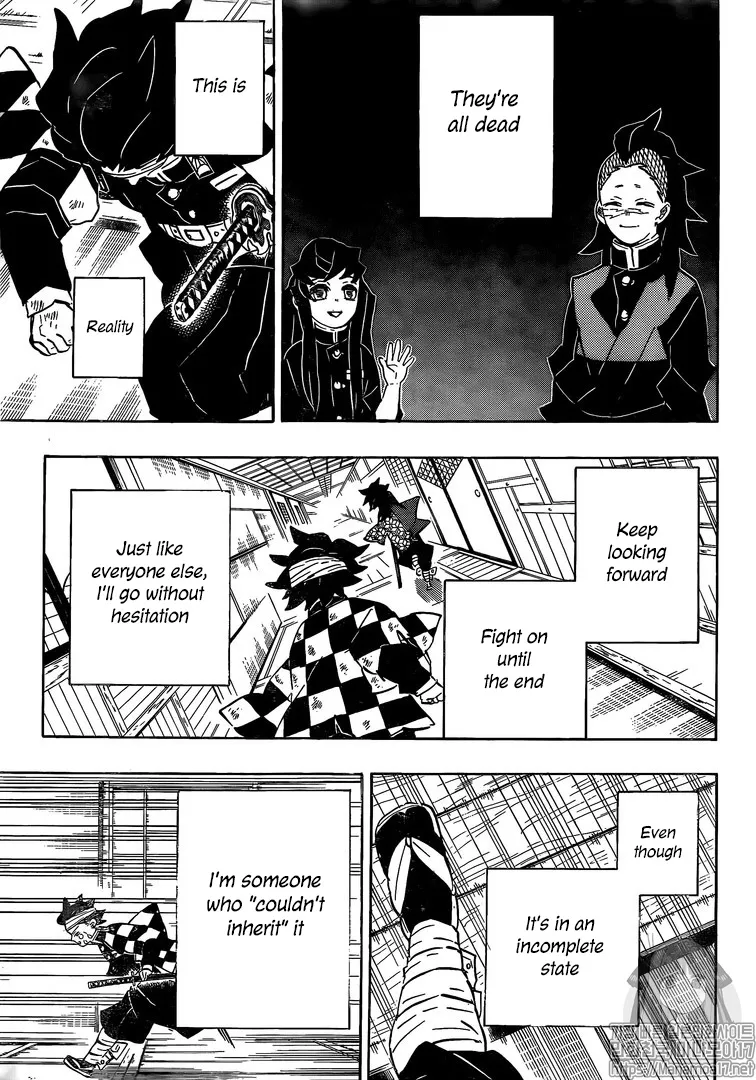 They're
all dead
This is
Reality
Keep
looking
forward
Fight on
until
the end
Just like
everyone else,
I'll go without
hesitation
Even
though
It's in an
incomplete
state
I'm someone
who "couldn't
inherit" it